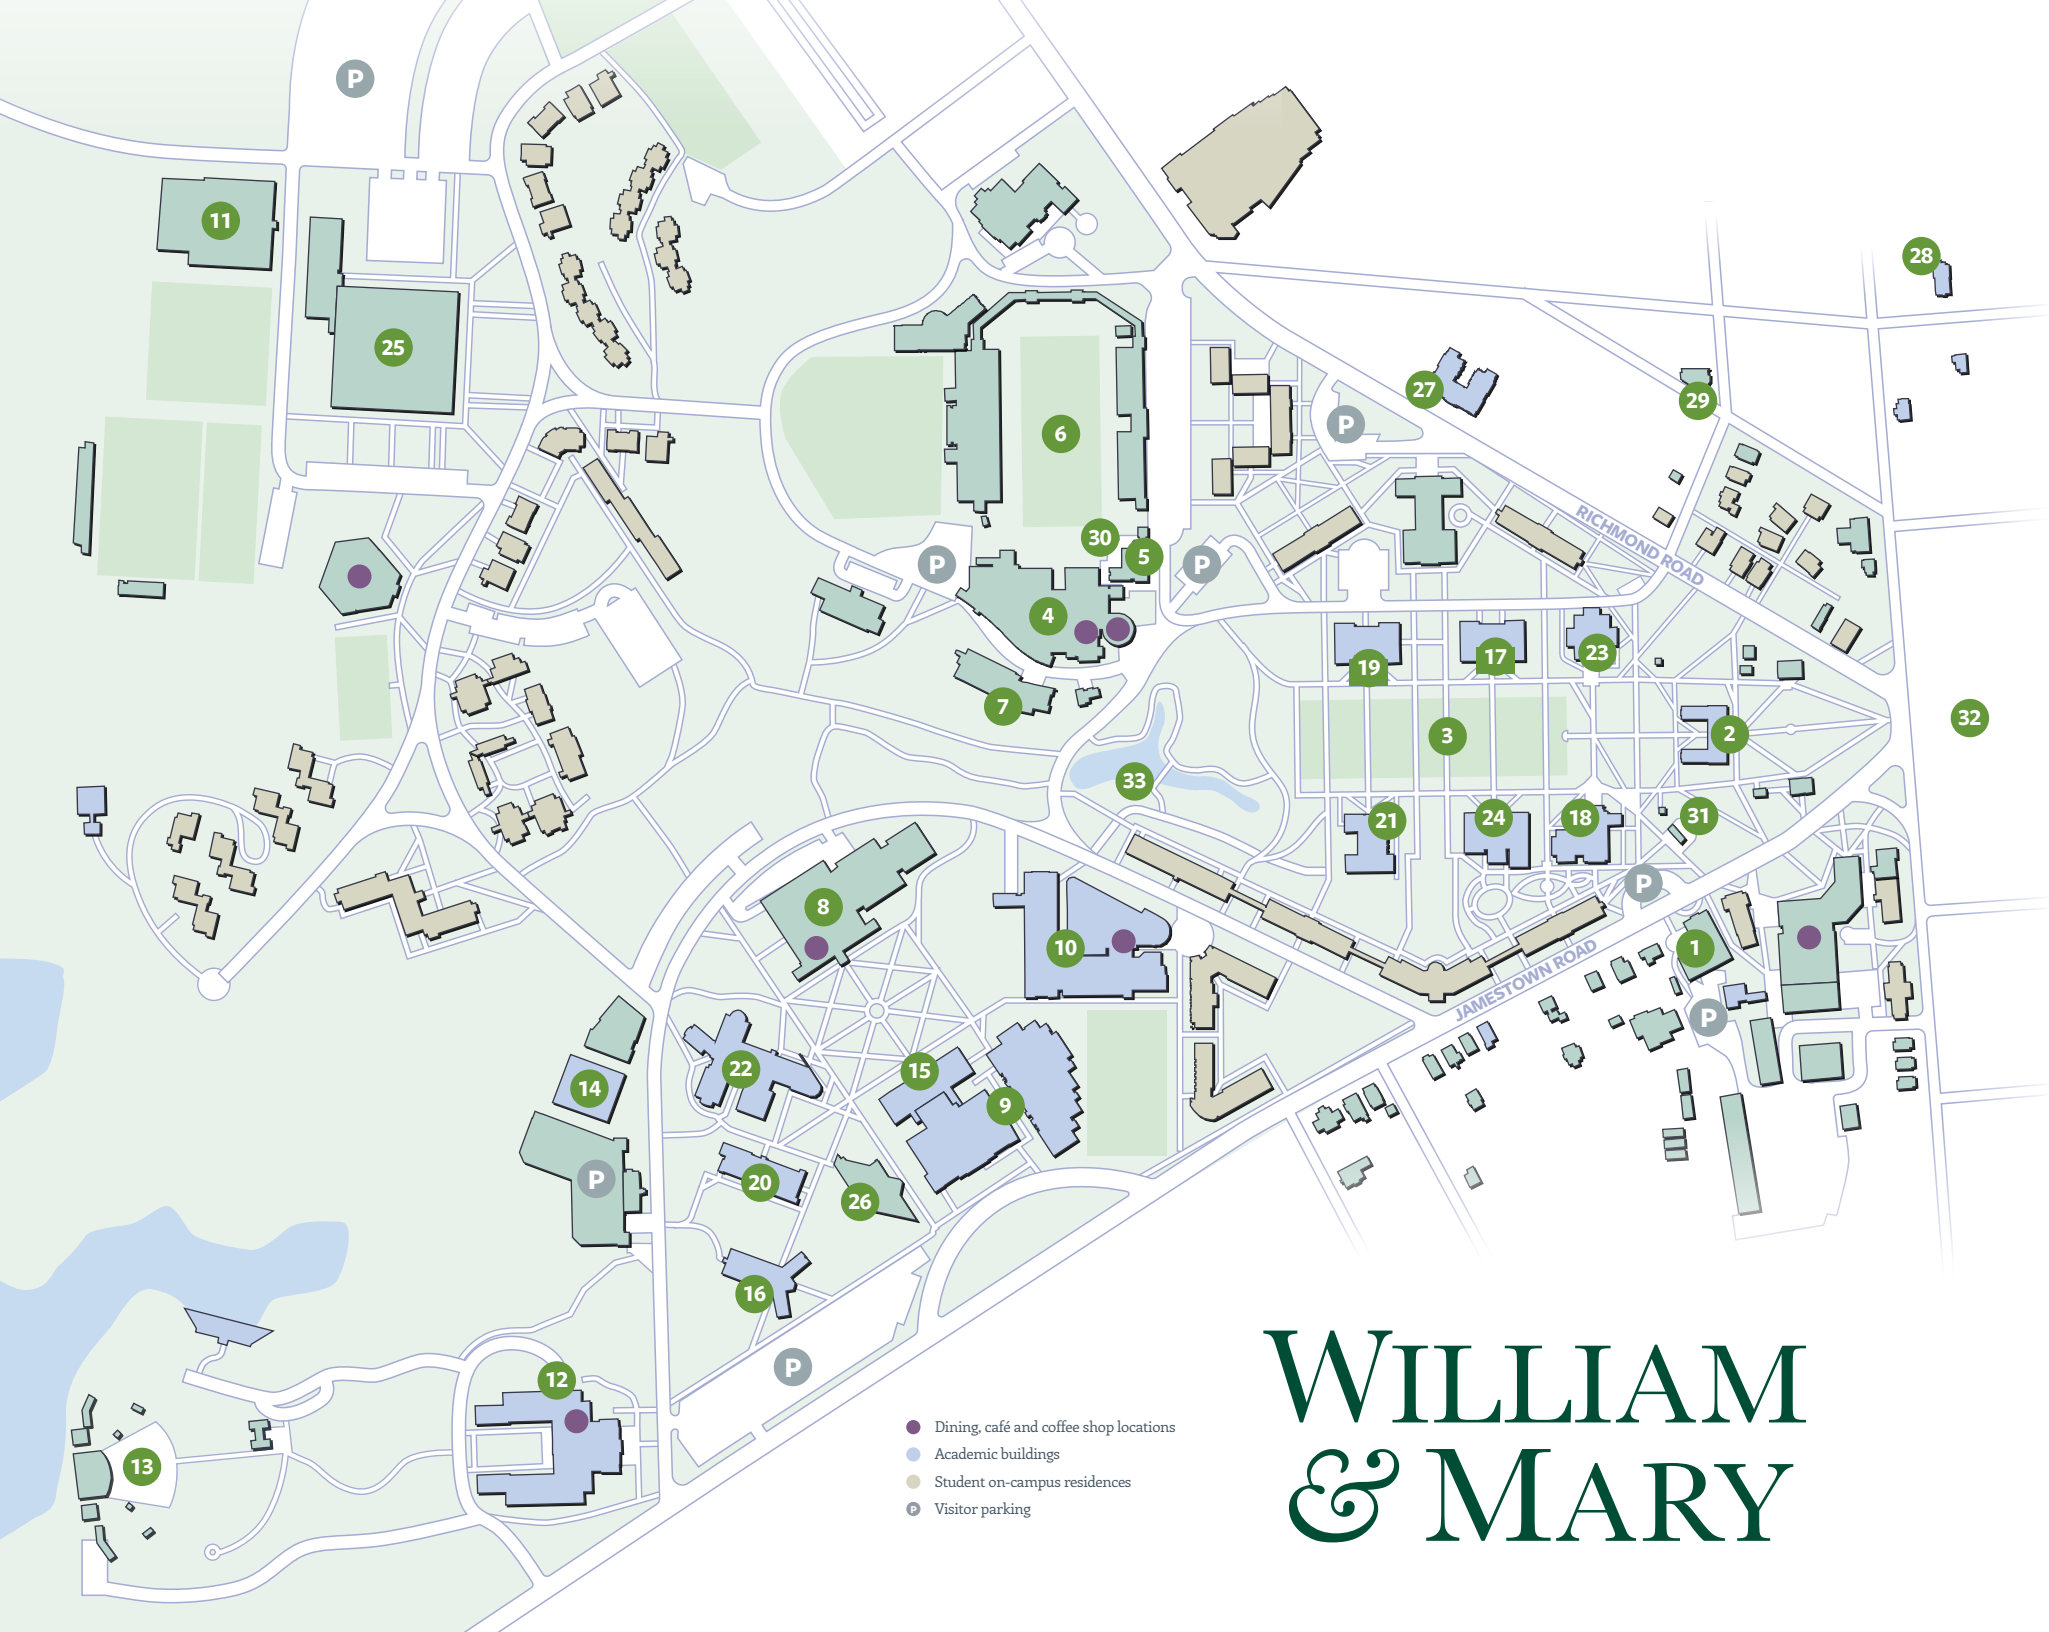 P
28
11
25
27
29
P
6
30
5
P
P
RICHMOND ROAD
4
19
17
23
7
3
2
32
33
21
24
18
31
P
8
10
1
JAMESTOWN ROAD
P
22
15
14
9
P
20
26
16
P
12
13
Dining, café and coffee shop locations
Academic buildings
Student on-campus residences
P Visitor parking
WILLIAM
& MARY